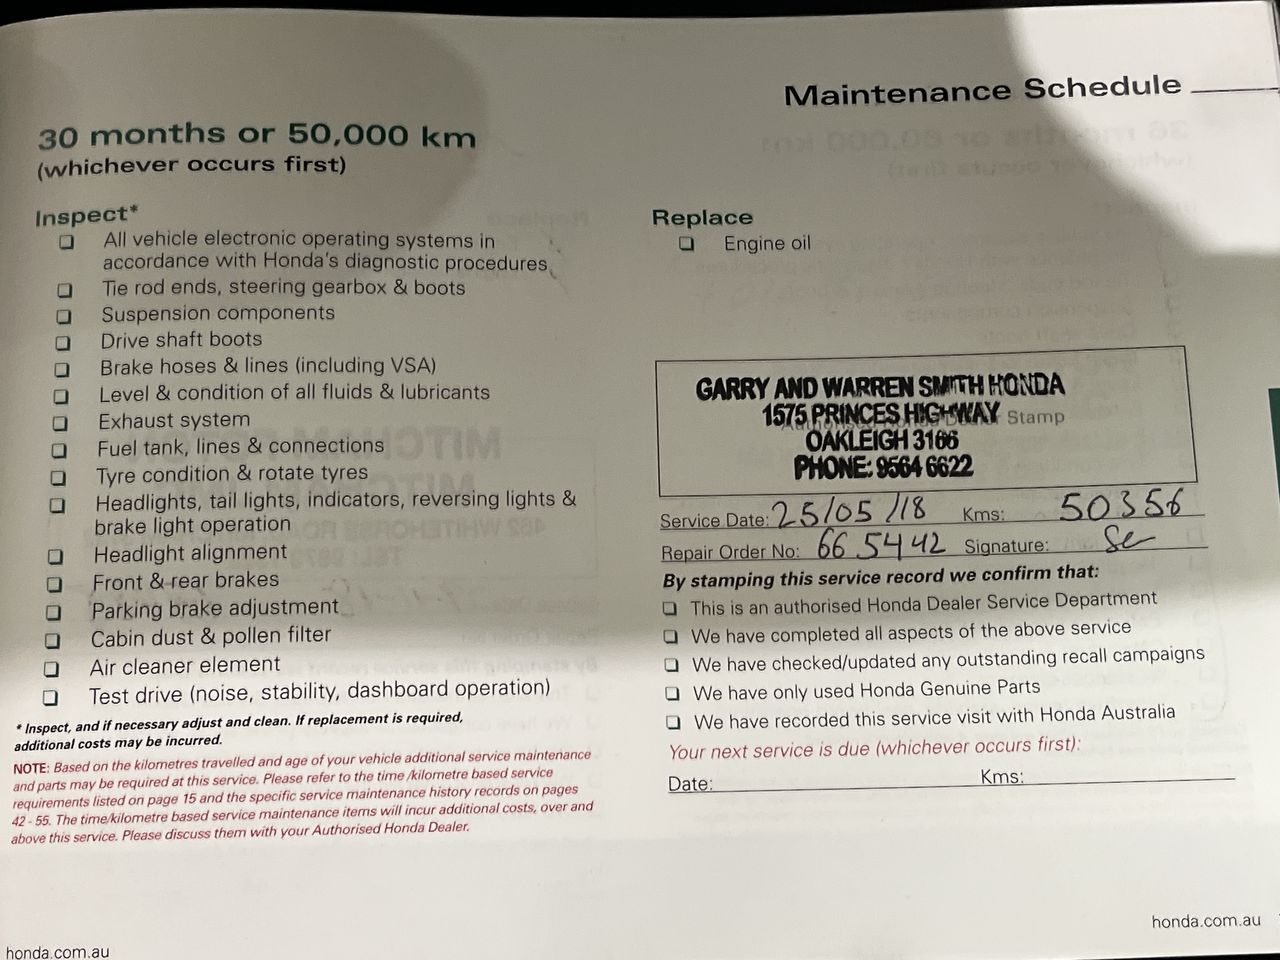 Maintenance Schedule
30 months or 50,000 km
(whichever occurs first)
Inspect*
All vehicle electronic operating systems in
accordance with Honda's diagnostic procedures
Tie rod ends, steering gearbox & boots
Suspension components
Drive shaft boots
Brake hoses & lines (including VSA)
Level & condition of all fluids & lubricants
Exhaust system
Fuel tank, lines & connections
Tyre condition & rotate tyres
Headlights, tail lights, indicators, reversing lights &
brake light operation
Headlight alignment
Front & rear brakes
Parking brake adjustment
Cabin dust & pollen filter
Air cleaner element
Test drive (noise, stability, dashboard operation)
* Inspect, and if necessary adjust and clean. If replacement is required,
additional costs may be incurred.
NOTE: Based on the kilometres travelled and age of your vehicle additional service maintenance
and parts may be required at this service. Please refer to the time /kilometre based service
requirements listed on page 15 and the specific service maintenance history records on pages
42 - 55. The time/kilometre based service maintenance items will incur additional costs, over and
above this service. Please discuss them with your Authorised Honda Dealer.
honda.com.au
Replace
Engine oil
GARRY AND WARREN SMITH HONDA
1575 PRINCES HIGHWAY
Stamp
OAKLEIGH 3166
PHONE: 9564 6622
Service Date: 25/05/18 Kms: 50356
Repair Order No: 665442 Signature:
By stamping this service record we confirm that:
This is an authorised Honda Dealer Service Department
We have completed all aspects of the above service
We have checked/updated any outstanding recall campaigns
We have only used Honda Genuine Parts
We have recorded this service visit with Honda Australia
Your next service is due (whichever occurs first):
Date: Kms:
honda.com.au